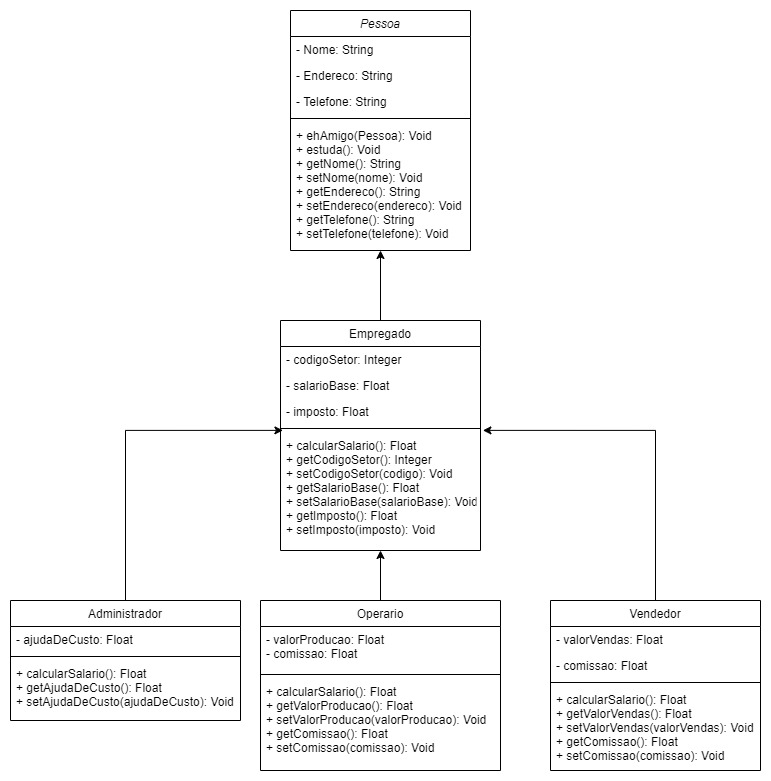 Pessoa
- Nome: String
- Endereco: String
- Telefone: String
+ ehAmigo(Pessoa): Void
+ estuda(): Void
+ getNome(): String
+ setNome(nome): Void
+ getEndereco(): String
+ setEndereco(endereco): Void
+ getTelefone(): String
+ setTelefone(telefone): Void
Empregado
- codigoSetor: Integer
- salarioBase: Float
- imposto: Float
+ calcularSalario(): Float
+ getCodigoSetor(): Integer
+ setCodigoSetor(codigo): Void
+ getSalarioBase(): Float
+ setSalarioBase(salarioBase): Void
+ getImposto(): Float
+ setImposto(imposto): Void
Administrador
- ajudaDeCusto: Float
+ calcularSalario(): Float
+ getAjudaDeCusto(): Float
+ setAjudaDeCusto(ajudaDeCusto): Void
Operario
- valorProducao: Float
- comissao: Float
+ calcularSalario(): Float
+ getValorProducao(): Float
+ setValorProducao(valorProducao): Void
+ getComissao(): Float
+ setComissao(comissao): Void
Vendedor
- valorVendas: Float
- comissao: Float
+ calcularSalario(): Float
+ getValorVendas(): Float
+ setValorVendas(valorVendas): Void
+ getComissao(): Float
+ setComissao(comissao): Void